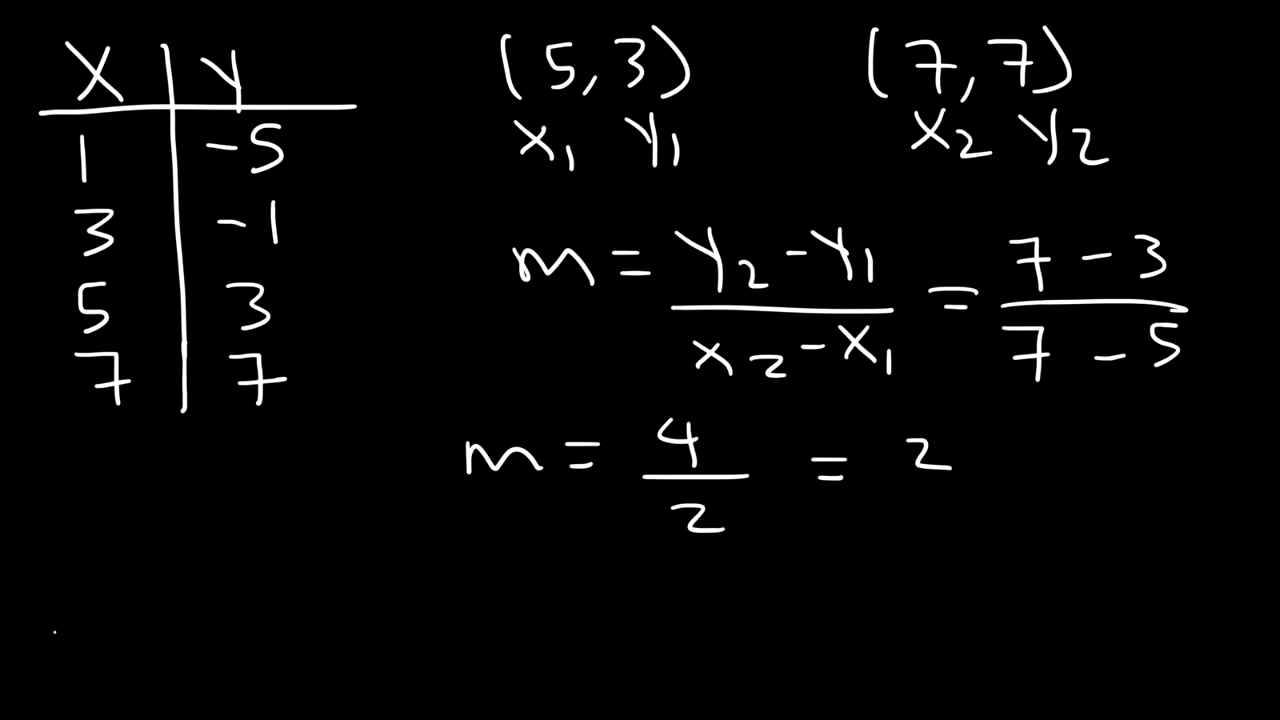 X Y
1 -5
3 -1
5 3
7 7
(5, 3) (7, 7)
X₁ Y₁ X₂ Y₂
m = Y₂ - Y₁ / X₂ - X₁ = 7 - 3 / 7 - 5
m = 4 / 2 = 2